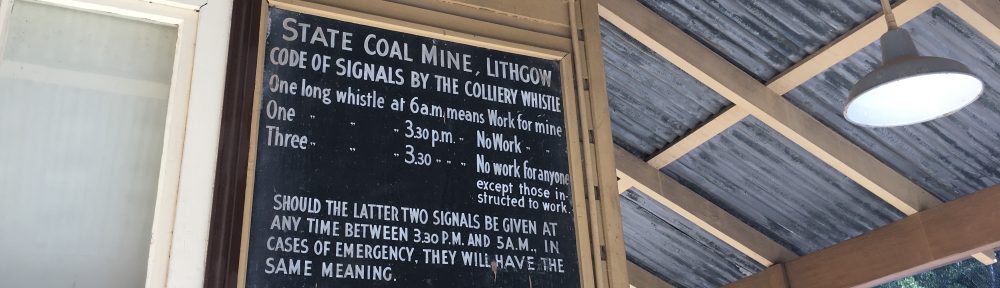 STATE COAL MINE, LITHGOW
CODE OF SIGNALS BY THE COLLIERY WHISTLE
One long whistle at 6 a.m. means Work for mine
One " " " 3.30 p.m. " No Work " "
Three " " " 3.30 " " " No work for anyone
except those in-
structed to work.
SHOULD THE LATTER TWO SIGNALS BE GIVEN AT
ANY TIME BETWEEN 3.30 P.M. AND 5 A.M., IN
CASES OF EMERGENCY, THEY WILL HAVE THE
SAME MEANING.